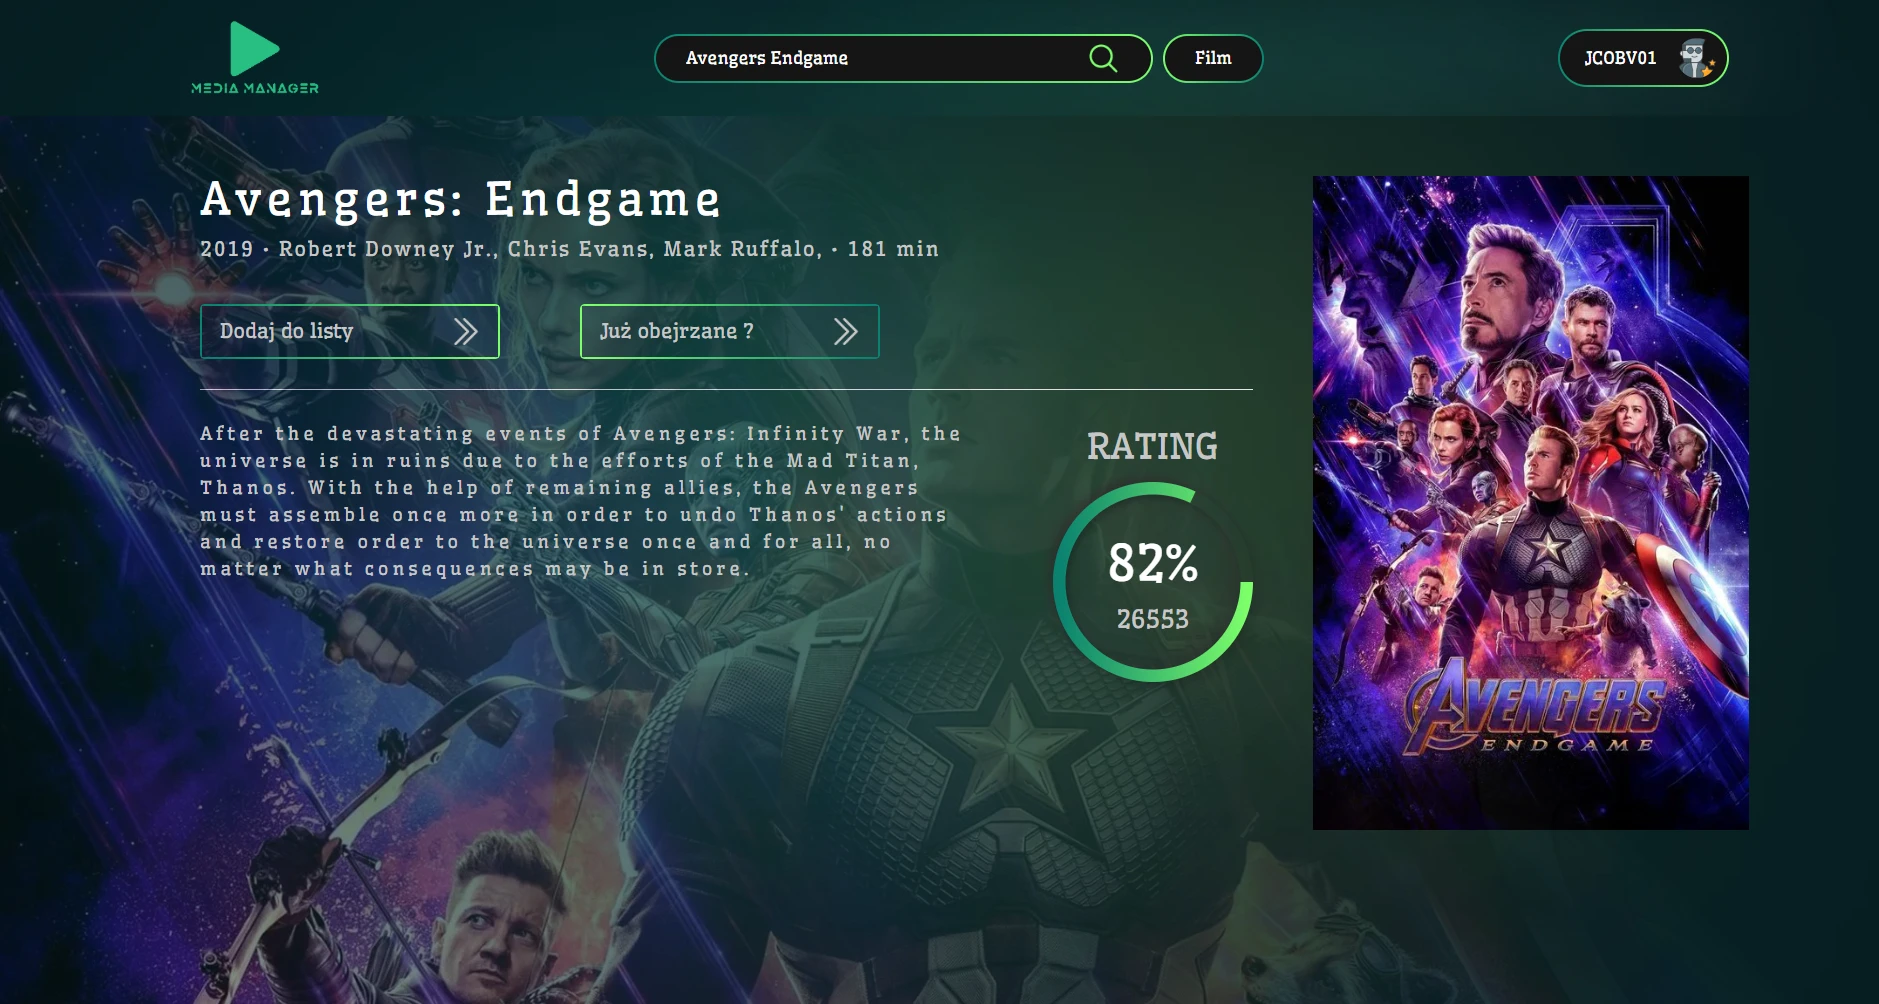 MEDIA MANAGER
Avengers Endgame
Film
JCOBV01
Avengers: Endgame
2019 · Robert Downey Jr., Chris Evans, Mark Ruffalo, · 181 min
Dodaj do listy
Już obejrzane ?
After the devastating events of Avengers: Infinity War, the
universe is in ruins due to the efforts of the Mad Titan,
Thanos. With the help of remaining allies, the Avengers
must assemble once more in order to undo Thanos' actions
and restore order to the universe once and for all, no
matter what consequences may be in store.
RATING
82%
26553
AVENGERS
ENDGAME